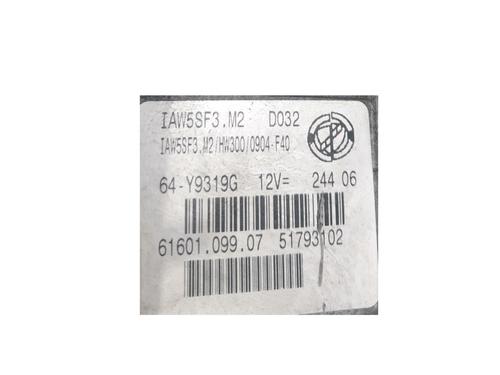 IAW5SF3.M2 D032
IAW5SF3.M2/HW300/0904-F40
64-Y9319G 12V= 244 06
61601.099.07 51793102